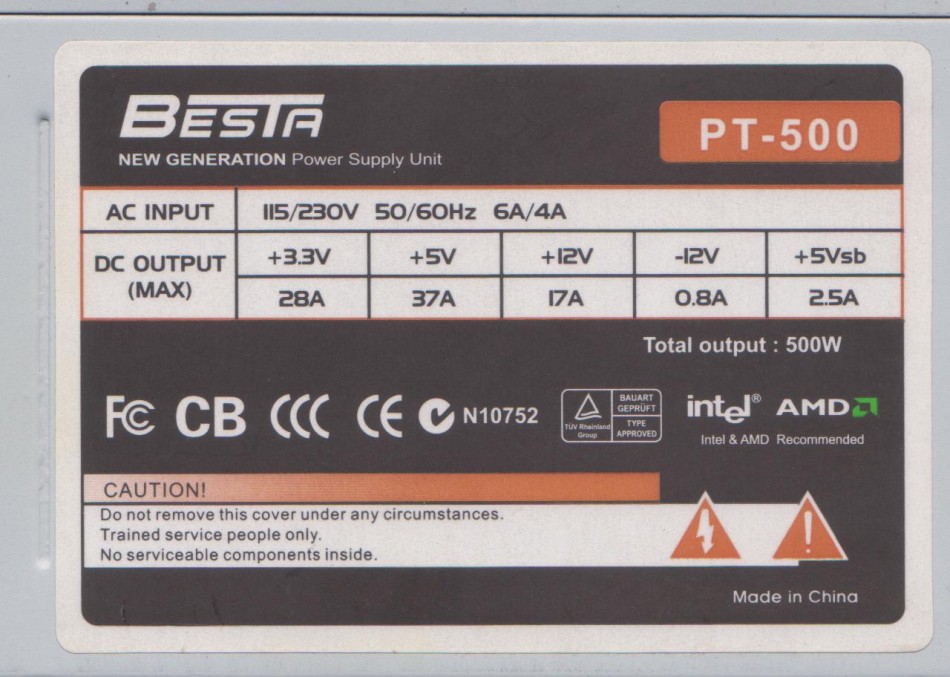 BESTA
PT-500
NEW GENERATION Power Supply Unit
AC INPUT 115/230V 50/60Hz 6A/4A
DC OUTPUT (MAX) +3.3V +5V +12V -12V +5Vsb
28A 37A 17A 0.8A 2.5A
Total output : 500W
FC CB CCC CE N10752
TÜV Rheinland Group
BAUART GEPRÜFT
TYPE APPROVED
intel® AMD
Intel & AMD Recommended
CAUTION!
Do not remove this cover under any circumstances.
Trained service people only.
No serviceable components inside.
Made in China